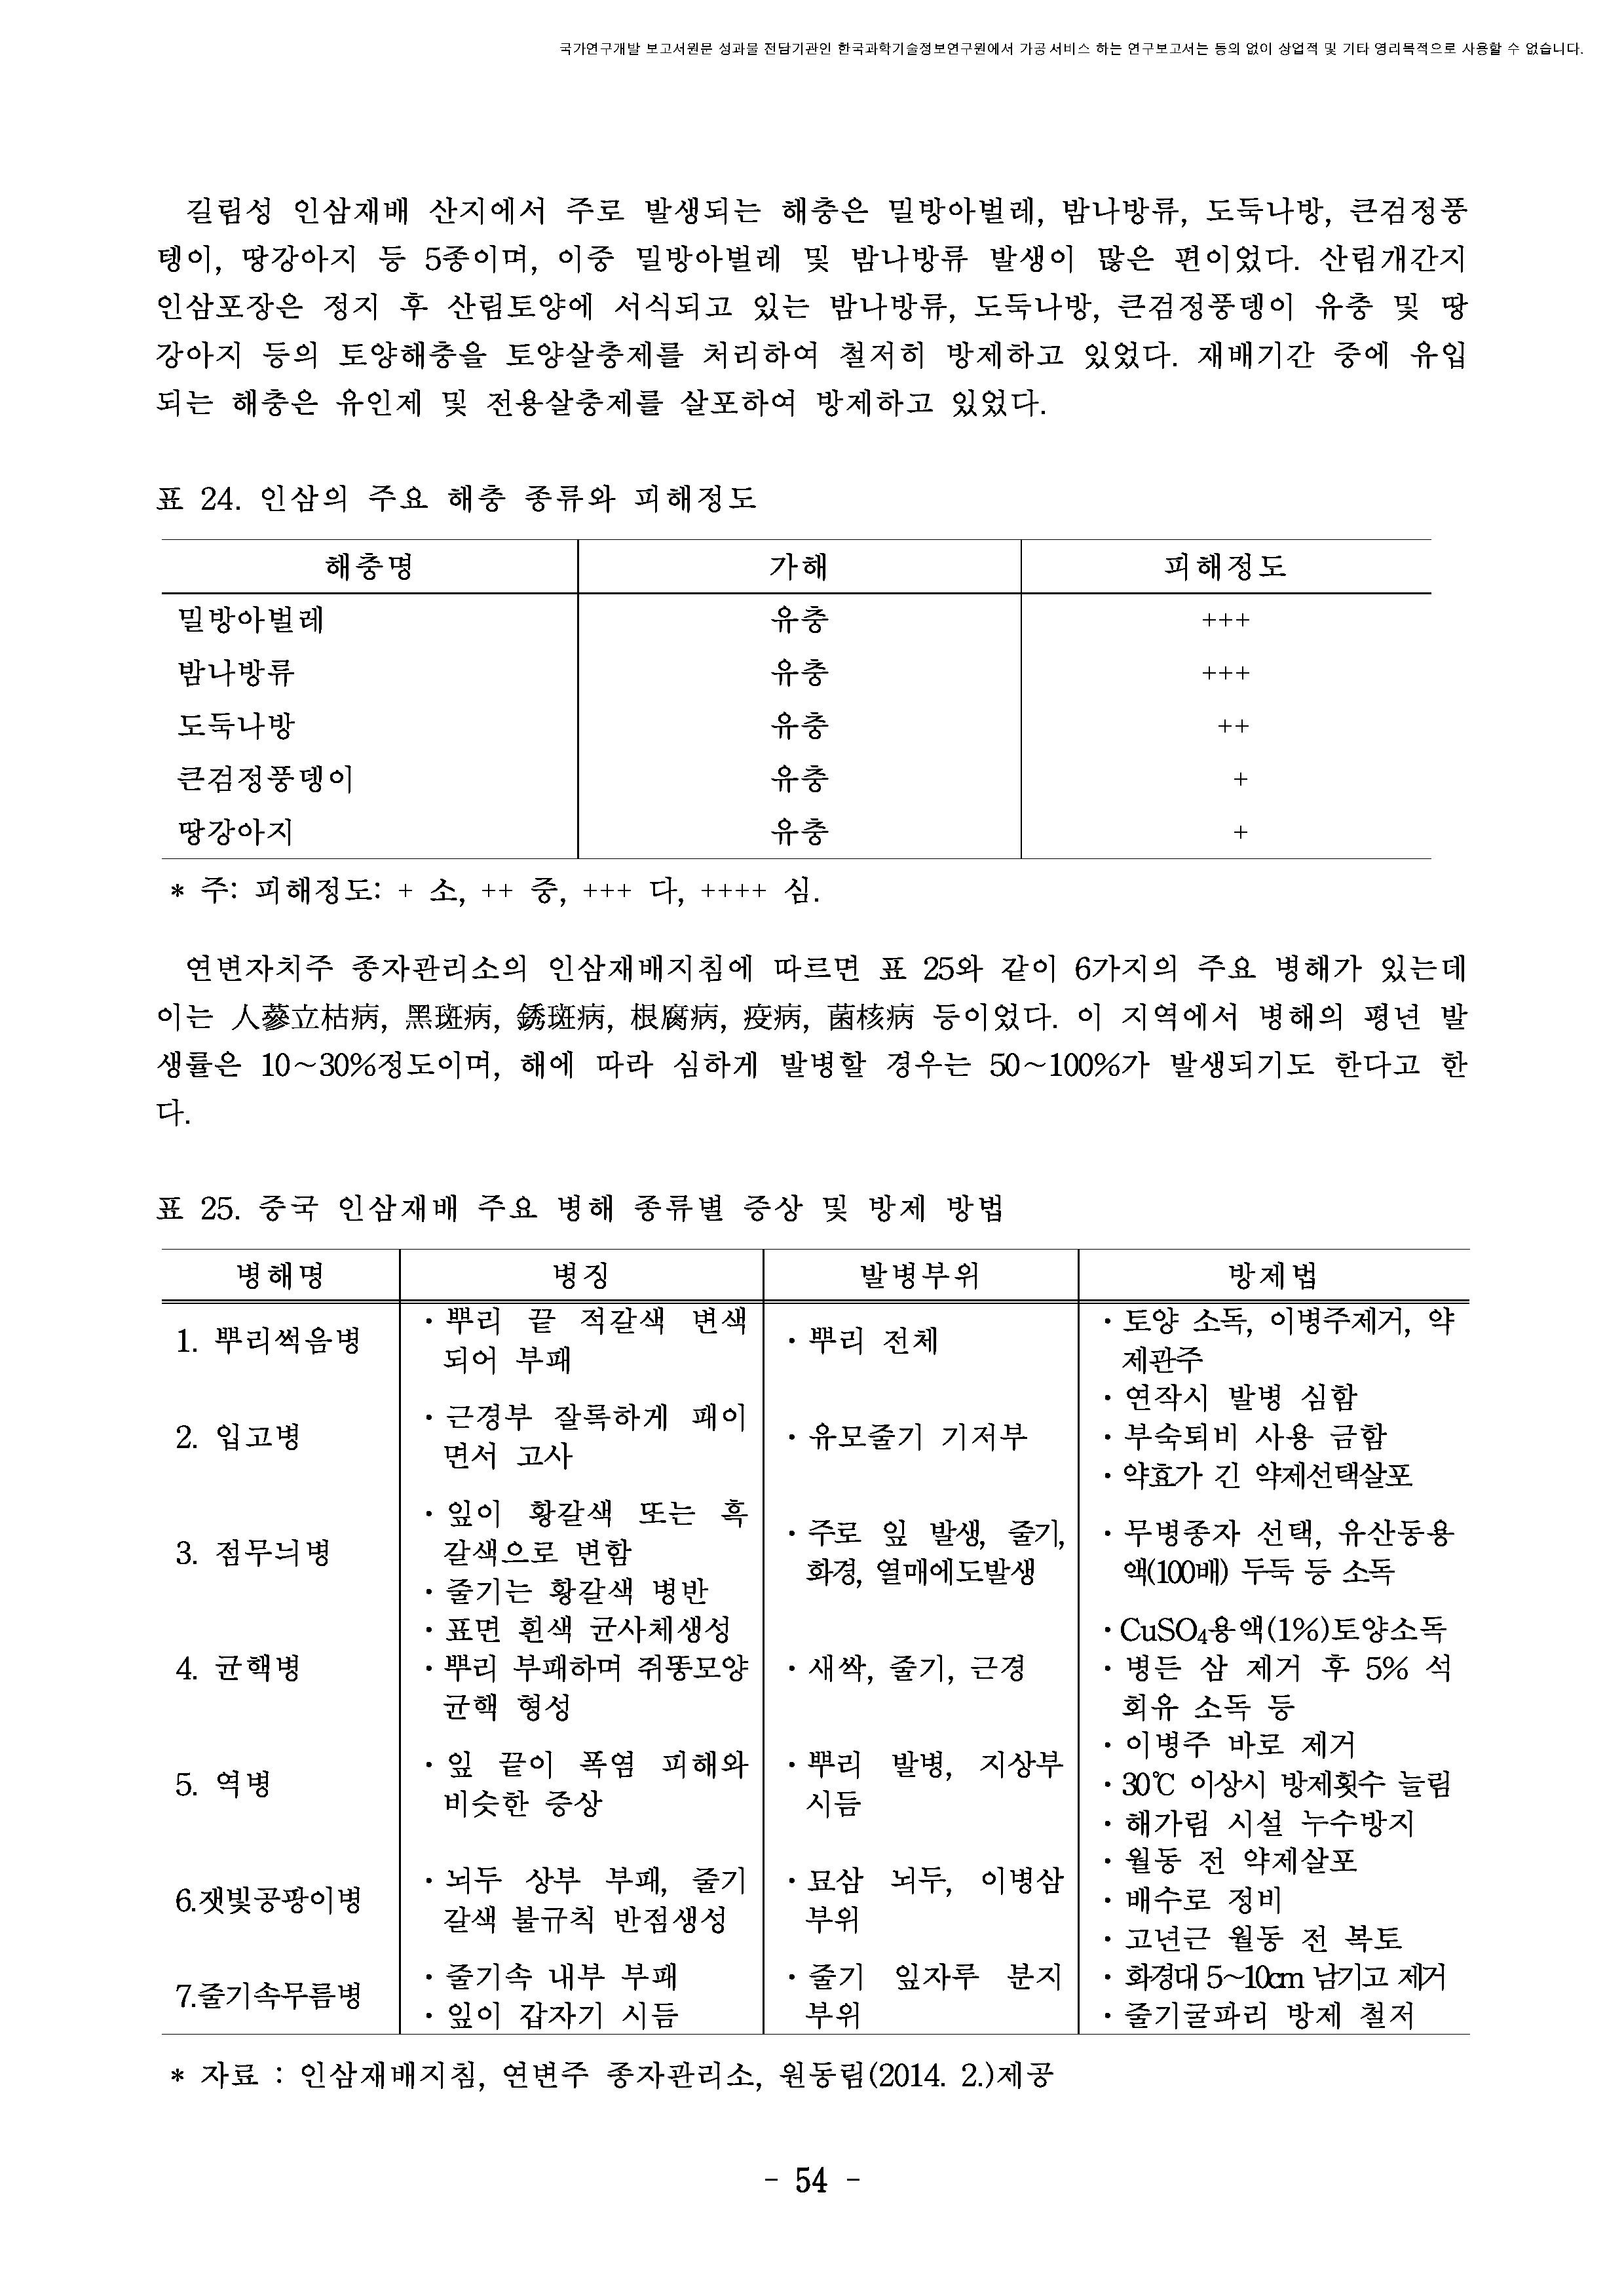 국가연구개발 보고서원문 성과물 전담기관인 한국과학기술정보연구원에서 가공·서비스 하는 연구보고서는 동의 없이 상업적 및 기타 영리목적으로 사용할 수 없습니다.
길림성 인삼재배 산지에서 주로 발생되는 해충은 밀방아벌레, 밤나방류, 도둑나방, 큰검정풍
텡이, 땅강아지 등 5종이며, 이중 밀방아벌레 및 밤나방류 발생이 많은 편이었다. 산림개간지
인삼포장은 정지 후 산림토양에 서식되고 있는 밤나방류, 도둑나방, 큰검정풍뎅이 유충 및 땅
강아지 등의 토양해충을 토양살충제를 처리하여 철저히 방제하고 있었다. 재배기간 중에 유입
되는 해충은 유인제 및 전용살충제를 살포하여 방제하고 있었다.
표 24. 인삼의 주요 해충 종류와 피해정도
해충명 가해 피해정도
밀방아벌레 유충 +++
밤나방류 유충 +++
도둑나방 유충 ++
큰검정풍뎅이 유충 +
땅강아지 유충 +
* 주: 피해정도: + 소, ++ 중, +++ 다, ++++ 심.
연변자치주 종자관리소의 인삼재배지침에 따르면 표 25와 같이 6가지의 주요 병해가 있는데
이는 人蔘立枯病, 黑斑病, 銹斑病, 根腐病, 疫病, 菌核病 등이었다. 이 지역에서 병해의 평년 발
생률은 10~30%정도이며, 해에 따라 심하게 발병할 경우는 50~100%가 발생되기도 한다고 한
다.
표 25. 중국 인삼재배 주요 병해 종류별 증상 및 방제 방법
병해명 병징 발병부위 방제법
1. 뿌리썩음병
· 뿌리 끝 적갈색 변색
되어 부패
· 뿌리 전체
· 토양 소독, 이병주제거, 약
제관주
2. 입고병
· 근경부 잘록하게 패이
면서 고사
· 유모줄기 기저부
· 연작시 발병 심함
· 부숙퇴비 사용 금함
· 약효가 긴 약제선택살포
3. 점무늬병
· 잎이 황갈색 또는 흑
갈색으로 변함
· 줄기는 황갈색 병반
· 주로 잎 발생, 줄기,
화경, 열매에도발생
· 무병종자 선택, 유산동용
액(100배) 두둑 등 소독
4. 균핵병
· 표면 흰색 균사체생성
· 뿌리 부패하며 쥐똥모양
균핵 형성
· 새싹, 줄기, 근경
· CuSO₄용액(1%)토양소독
· 병든 삼 제거 후 5% 석
회유 소독 등
5. 역병
· 잎 끝이 폭염 피해와
비슷한 증상
· 뿌리 발병, 지상부
시듬
· 이병주 바로 제거
· 30℃ 이상시 방제횟수 늘림
· 해가림 시설 누수방지
6.잿빛공팡이병
· 뇌두 상부 부패, 줄기
갈색 불규칙 반점생성
· 묘삼 뇌두, 이병삼
부위
· 월동 전 약제살포
· 배수로 정비
· 고년근 월동 전 복토
7.줄기속무름병
· 줄기속 내부 부패
· 잎이 갑자기 시듬
· 줄기 잎자루 분지
부위
· 화경대 5~10㎝ 남기고 제거
· 줄기굴파리 방제 철저
* 자료 : 인삼재배지침, 연변주 종자관리소, 원동림(2014. 2.)제공
- 54 -